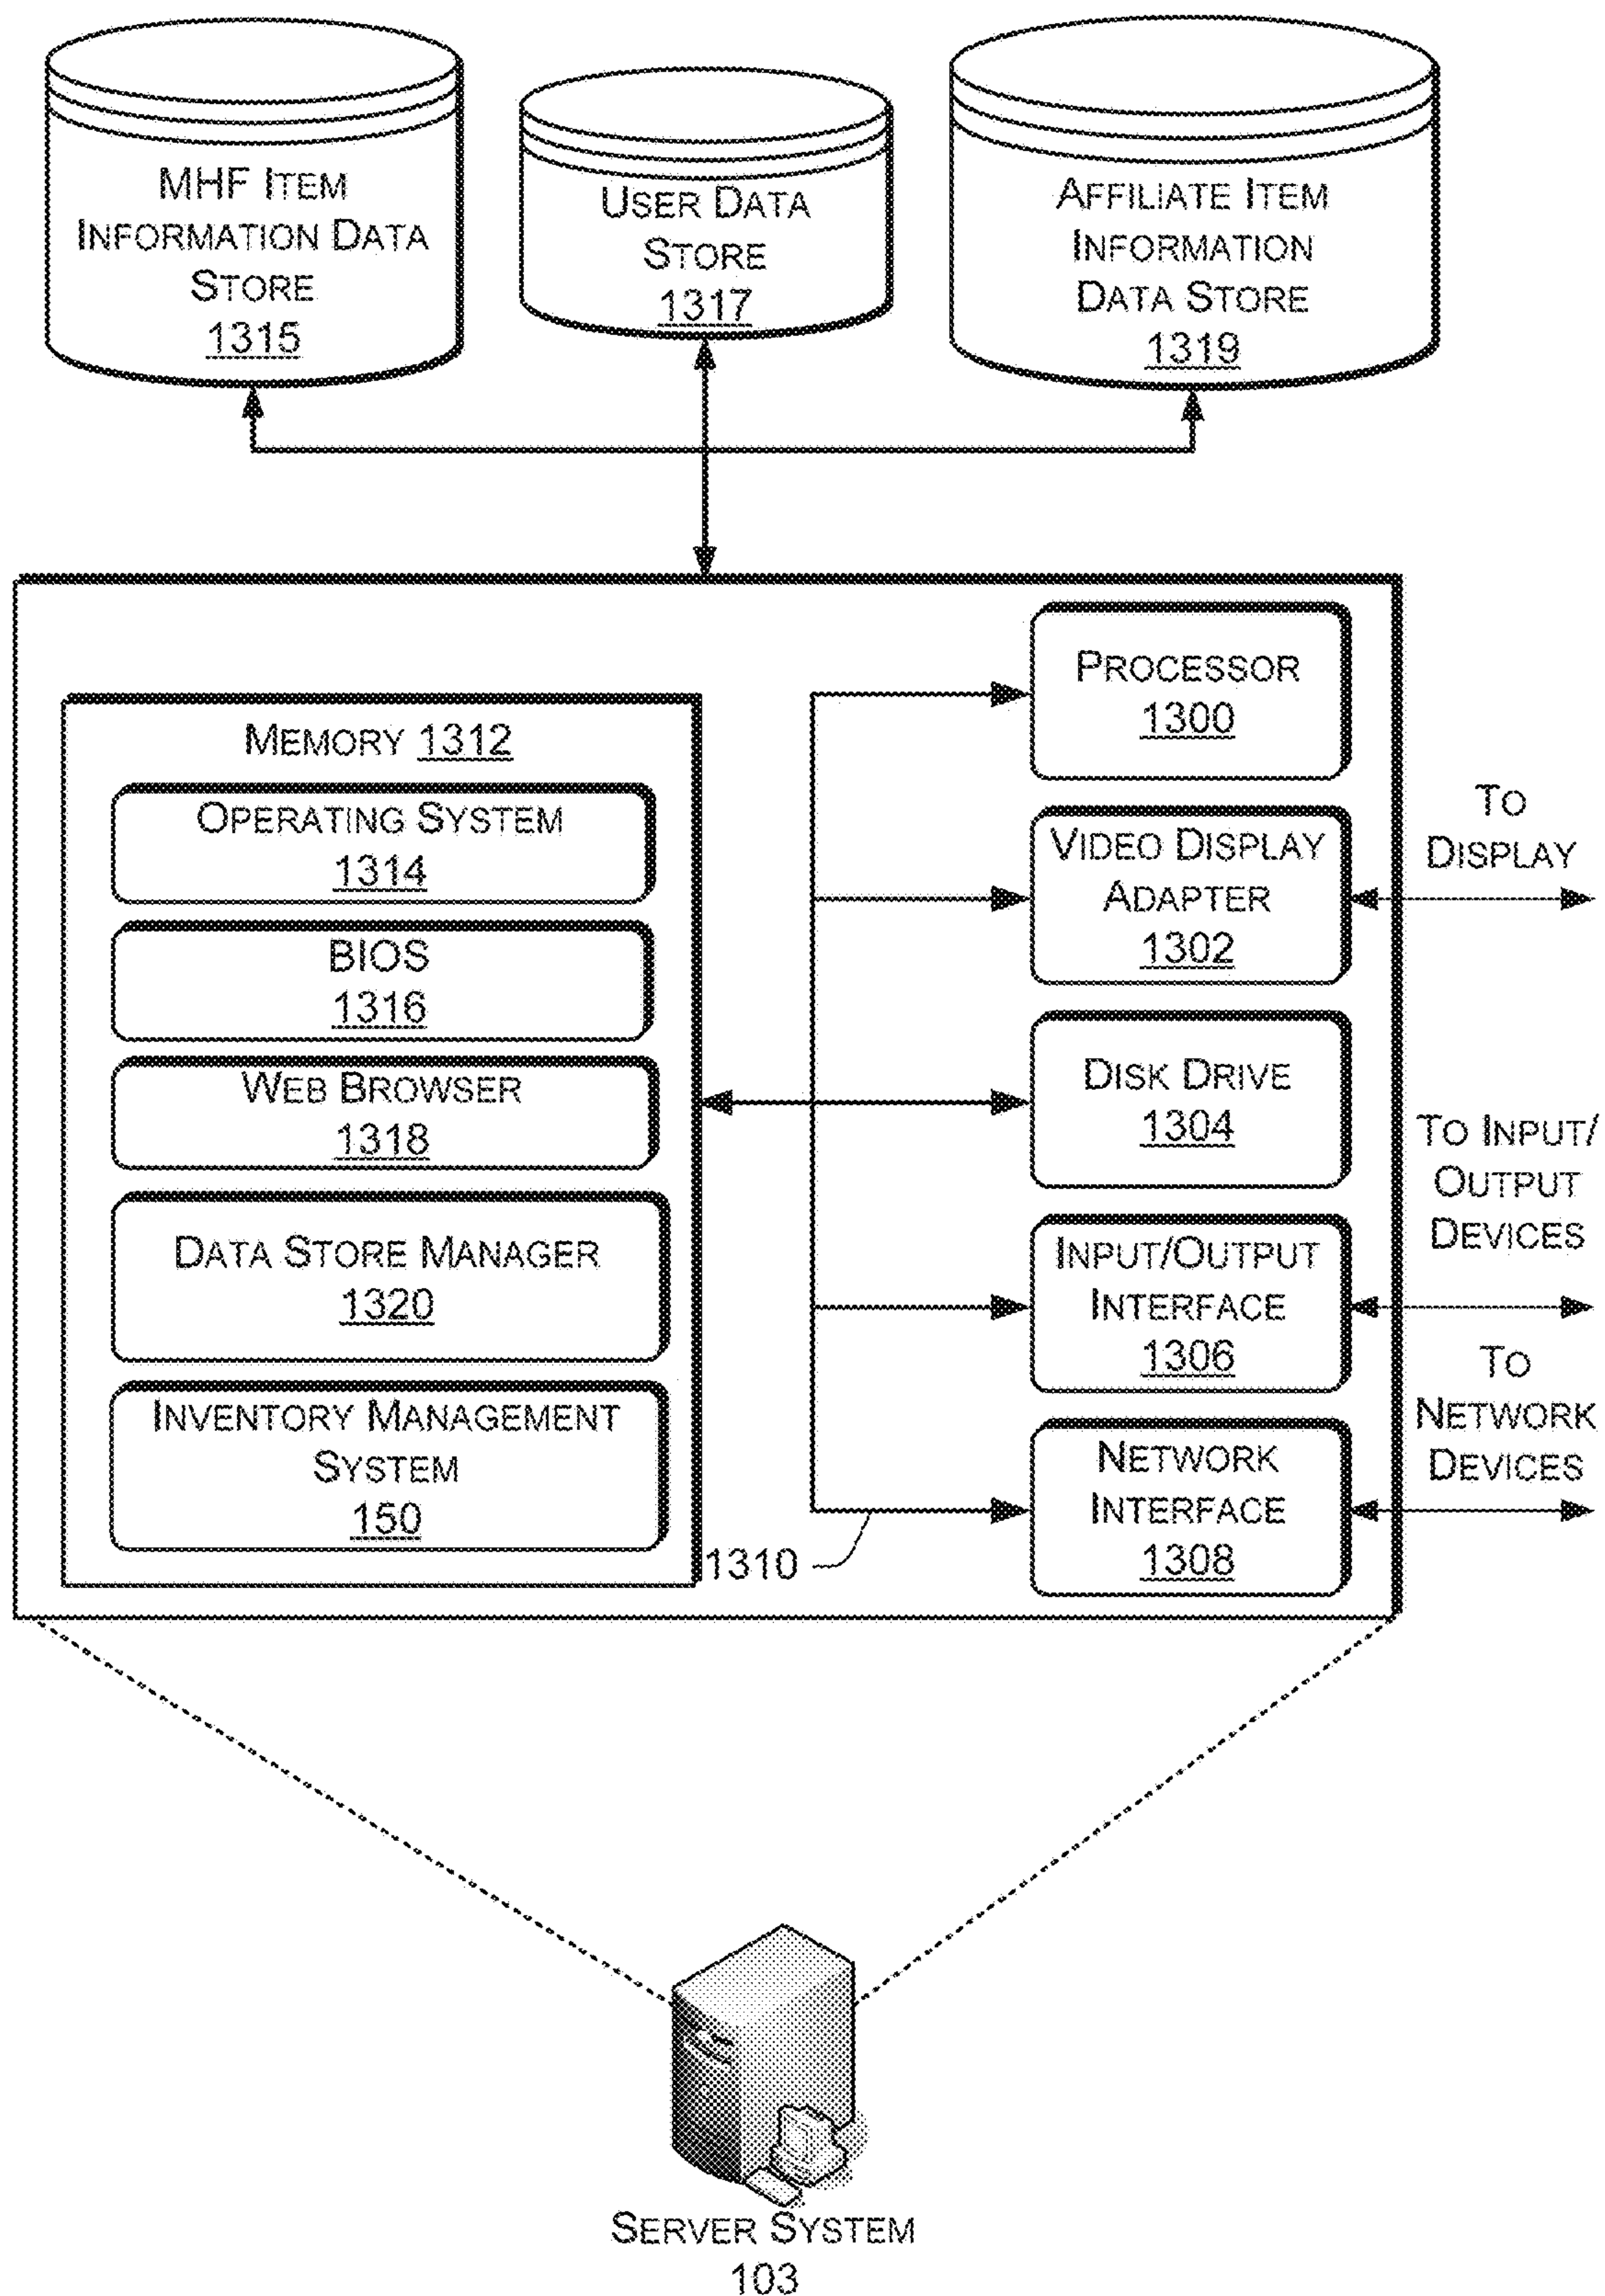 MHF ITEM
INFORMATION DATA
STORE
1315
USER DATA
STORE
1317
AFFILIATE ITEM
INFORMATION
DATA STORE
1319
MEMORY 1312
OPERATING SYSTEM
1314
BIOS
1316
WEB BROWSER
1318
DATA STORE MANAGER
1320
INVENTORY MANAGEMENT
SYSTEM
150
PROCESSOR
1300
VIDEO DISPLAY
ADAPTER
1302
DISK DRIVE
1304
INPUT/OUTPUT
INTERFACE
1306
NETWORK
INTERFACE
1308
1310
TO
DISPLAY
TO INPUT/
OUTPUT
DEVICES
TO
NETWORK
DEVICES
SERVER SYSTEM
103